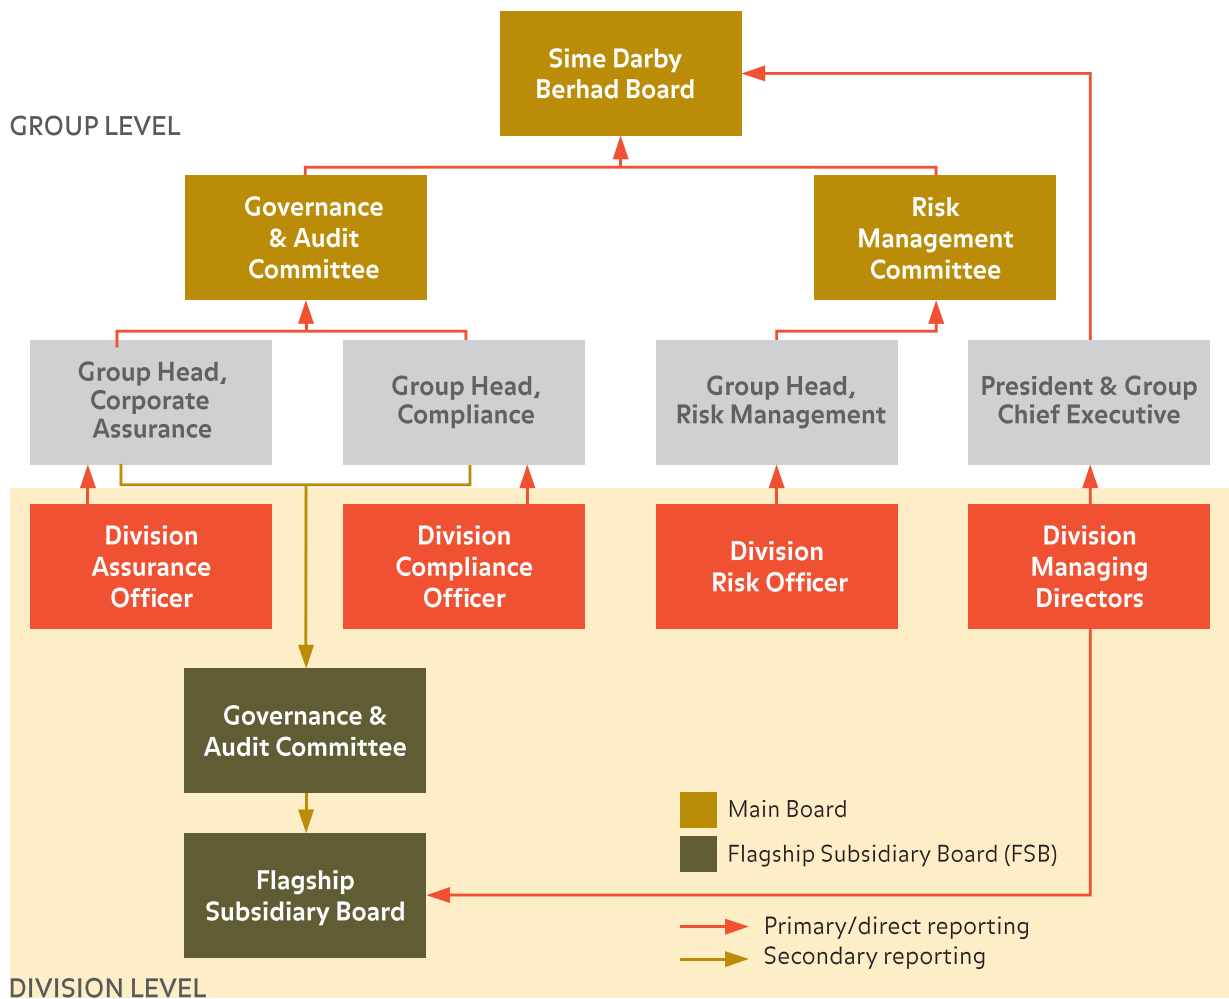 Sime Darby
Berhad Board
GROUP LEVEL
Governance
& Audit
Committee
Risk
Management
Committee
Group Head,
Corporate
Assurance
Group Head,
Compliance
Group Head,
Risk Management
President & Group
Chief Executive
Division
Assurance
Officer
Division
Compliance
Officer
Division
Risk Officer
Division
Managing
Directors
Governance &
Audit Committee
Flagship
Subsidiary Board
Main Board
Flagship Subsidiary Board (FSB)
Primary/direct reporting
Secondary reporting
DIVISION LEVEL